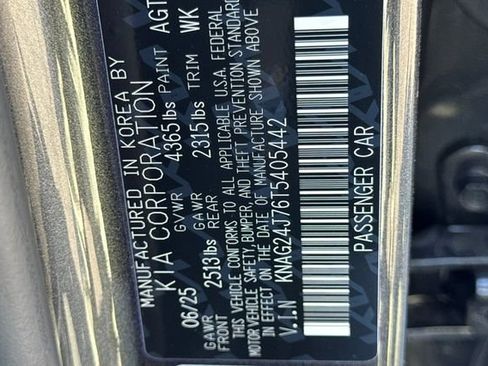 MANUFACTURED IN KOREA BY
KIA CORPORATION
06/25 GVWR 4365lbs PAINT AGT
GAWR FRONT 2513lbs GAWR REAR 2315lbs TRIM WK
THIS VEHICLE CONFORMS TO ALL APPLICABLE U.S.A. FEDERAL
MOTOR VEHICLE SAFETY, BUMPER, AND THEFT PREVENTION STANDARDS
IN EFFECT ON THE DATE OF MANUFACTURE SHOWN ABOVE
V.I.N KNAG24J76T5405442
PASSENGER CAR